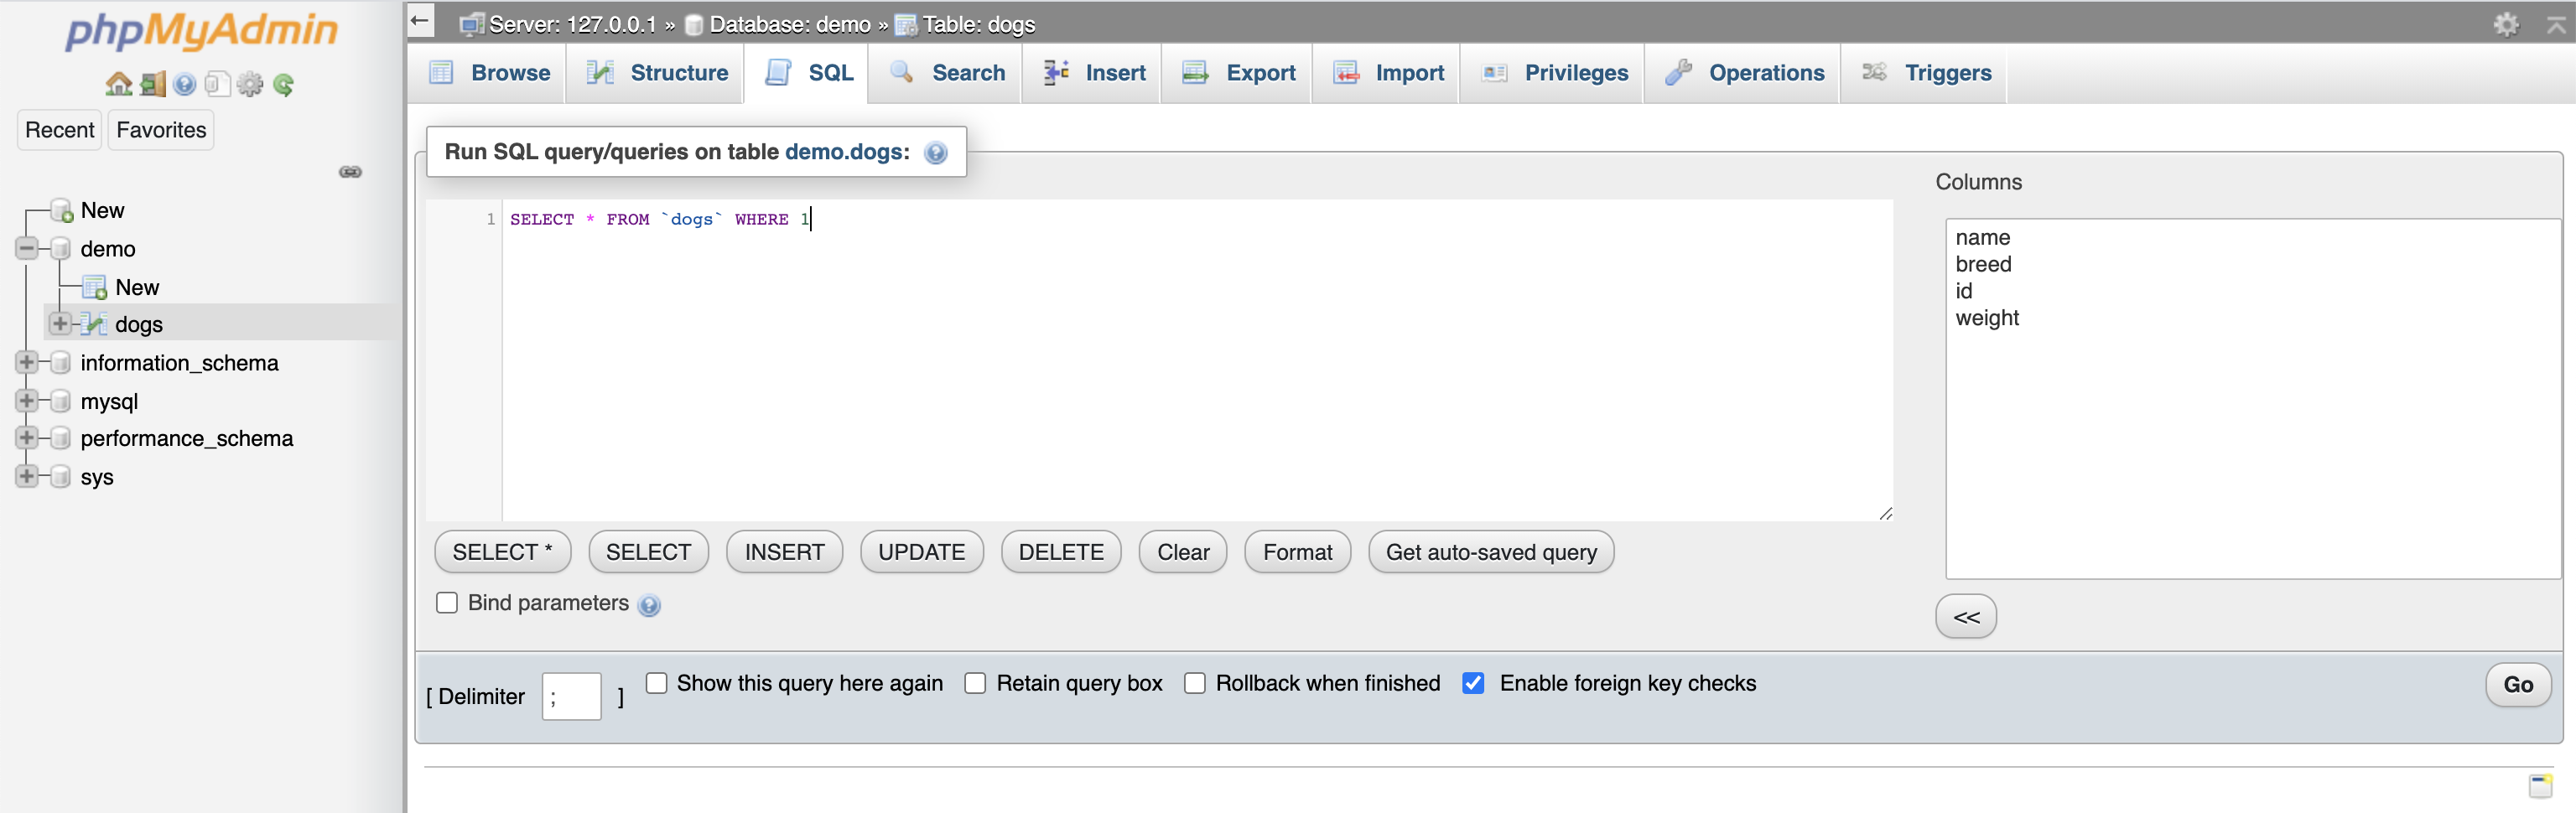 phpMyAdmin
Recent Favorites
New
demo
New
dogs
information_schema
mysql
performance_schema
sys
Server: 127.0.0.1 » Database: demo » Table: dogs
Browse Structure SQL Search Insert Export Import Privileges Operations Triggers
Run SQL query/queries on table demo.dogs:
1 SELECT * FROM `dogs` WHERE 1
Columns
name
breed
id
weight
SELECT * SELECT INSERT UPDATE DELETE Clear Format Get auto-saved query
Bind parameters
<<
[ Delimiter ; ] Show this query here again Retain query box Rollback when finished Enable foreign key checks Go